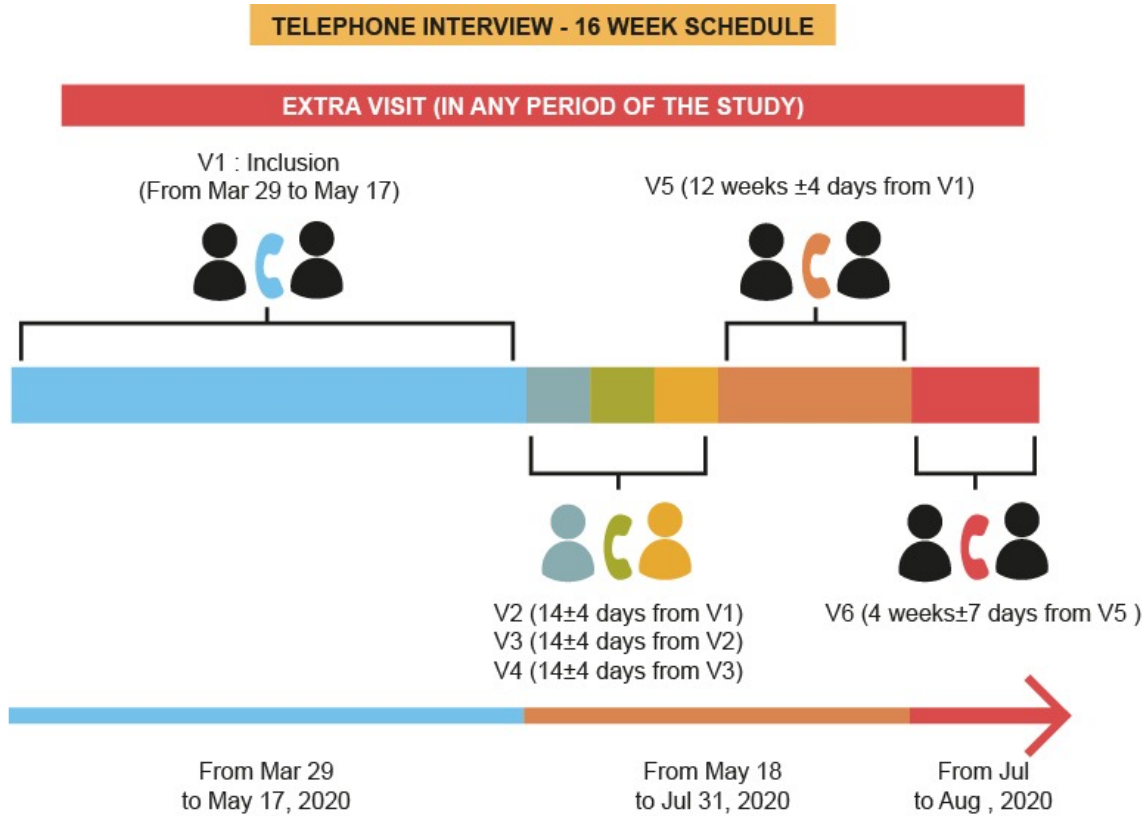 TELEPHONE INTERVIEW - 16 WEEK SCHEDULE
EXTRA VISIT (IN ANY PERIOD OF THE STUDY)
V1 : Inclusion
(From Mar 29 to May 17)
V5 (12 weeks ±4 days from V1)
V2 (14±4 days from V1)
V3 (14±4 days from V2)
V4 (14±4 days from V3)
V6 (4 weeks±7 days from V5 )
From Mar 29
to May 17, 2020
From May 18
to Jul 31, 2020
From Jul
to Aug , 2020